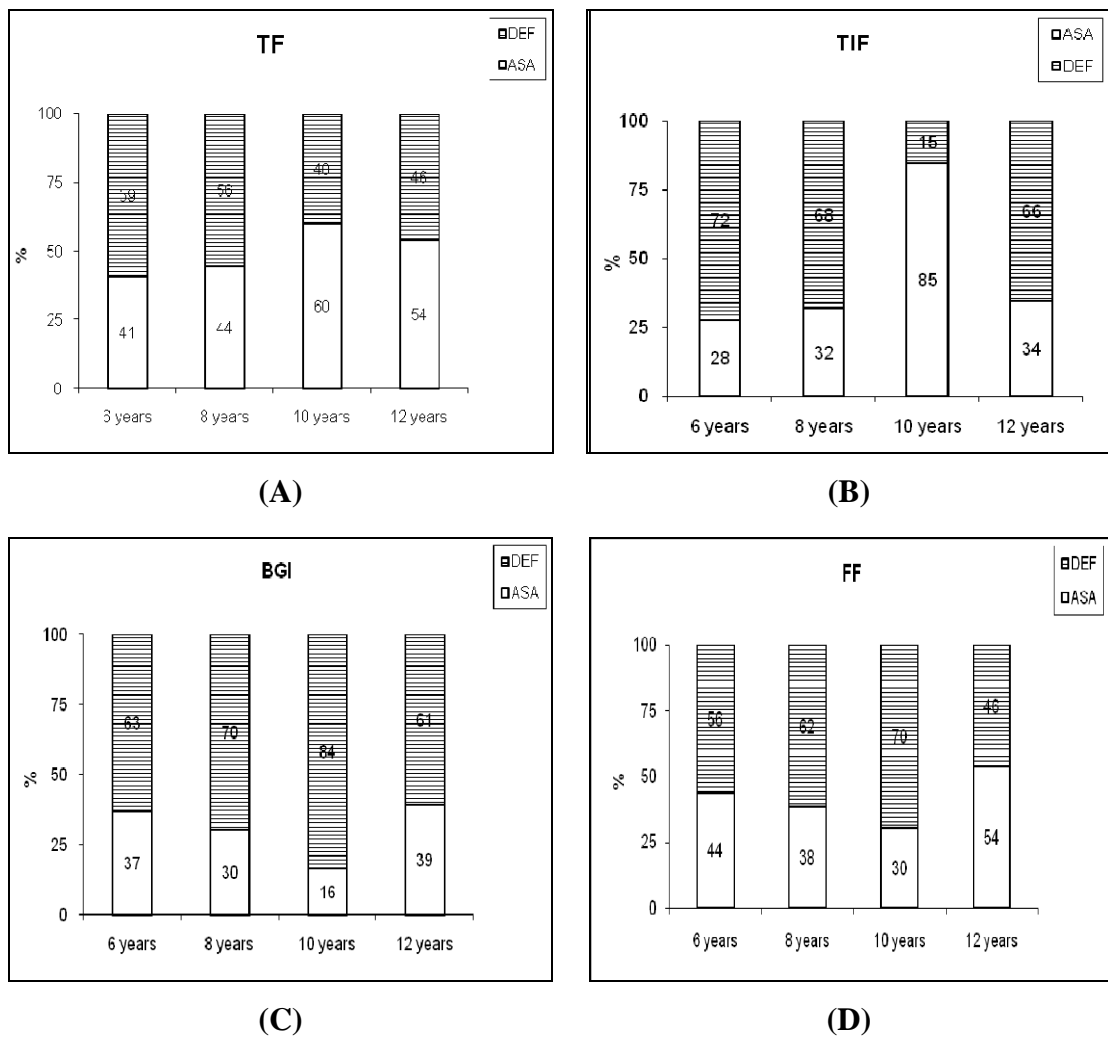 TF
DEF
ASA
100
75
50
25
0
%
59
56
40
46
41
44
60
54
6 years
8 years
10 years
12 years
(A)
TIF
ASA
DEF
100
75
50
25
0
%
72
68
15
66
28
32
85
34
6 years
8 years
10 years
12 years
(B)
BGI
DEF
ASA
100
75
50
25
0
%
63
70
84
61
37
30
16
39
6 years
8 years
10 years
12 years
(C)
FF
DEF
ASA
100
75
50
25
0
%
56
62
70
46
44
38
30
54
6 years
8 years
10 years
12 years
(D)